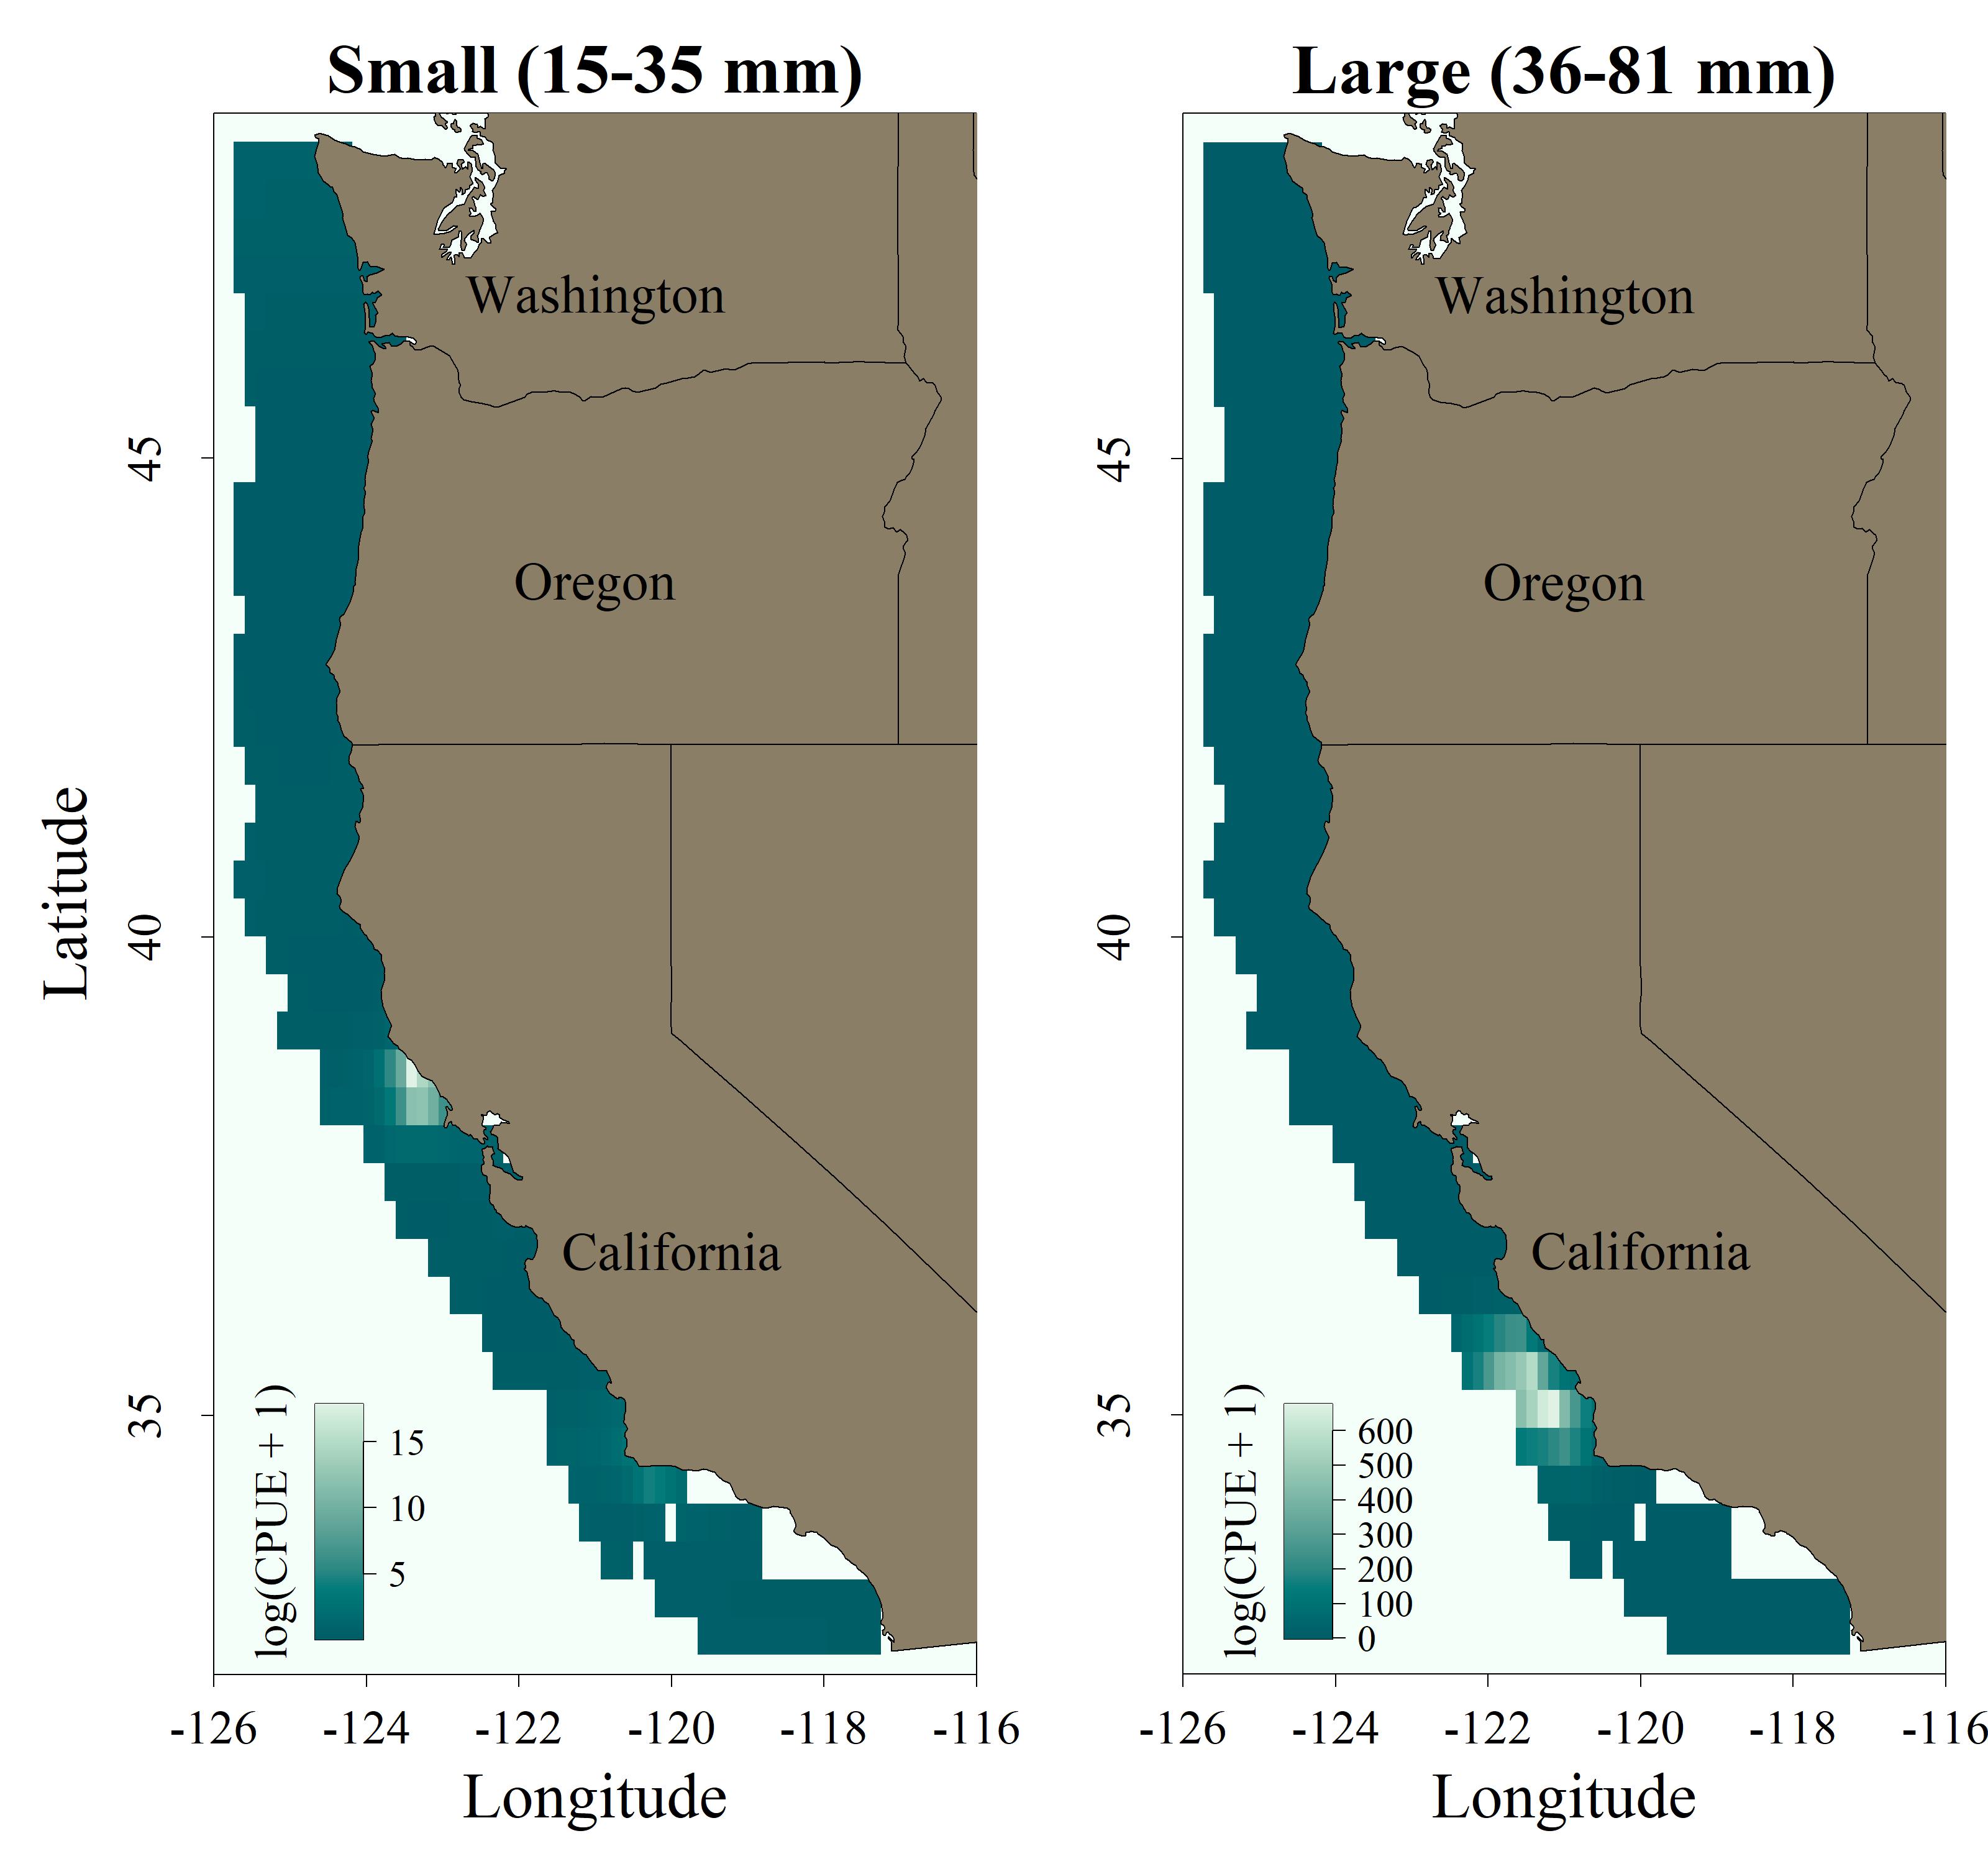 Small (15-35 mm)
Large (36-81 mm)
Washington
Oregon
California
Washington
Oregon
California
Latitude
45
40
35
45
40
35
log(CPUE + 1)
15
10
5
log(CPUE + 1)
600
500
400
300
200
100
0
-126 -124 -122 -120 -118 -116
-126 -124 -122 -120 -118 -116
Longitude
Longitude